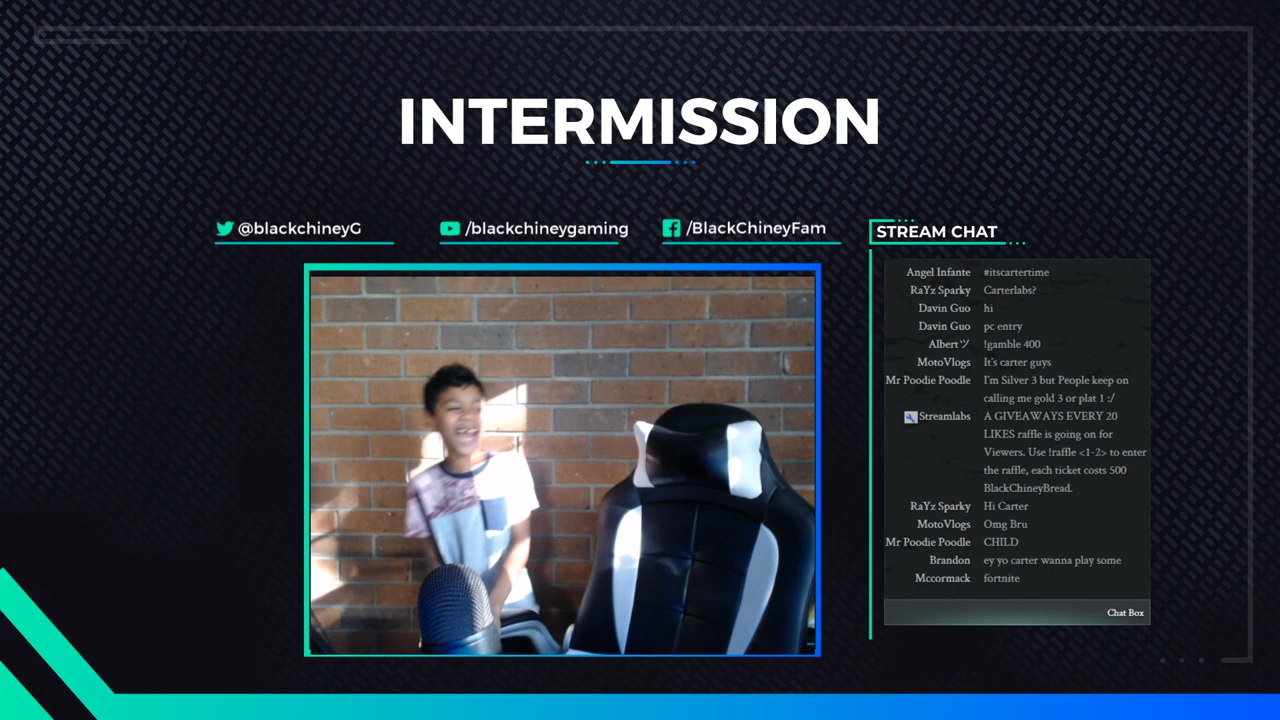 INTERMISSION
@blackchineyG
/blackchineygaming
/BlackChineyFam
STREAM CHAT
Angel Infante #itscartertime
RaYz Sparky Carterlabs?
Davin Guo hi
Davin Guo pc entry
Albertツ !gamble 400
MotoVlogs It's carter guys
Mr Poodie Poodle I'm Silver 3 but People keep on
calling me gold 3 or plat 1 :/
Streamlabs A GIVEAWAYS EVERY 20
LIKES raffle is going on for
Viewers. Use !raffle <1-2> to enter
the raffle, each ticket costs 500
BlackChineyBread.
RaYz Sparky Hi Carter
MotoVlogs Omg Bru
Mr Poodie Poodle CHILD
Brandon ey yo carter wanna play some
Mccormack fortnite
Chat Box